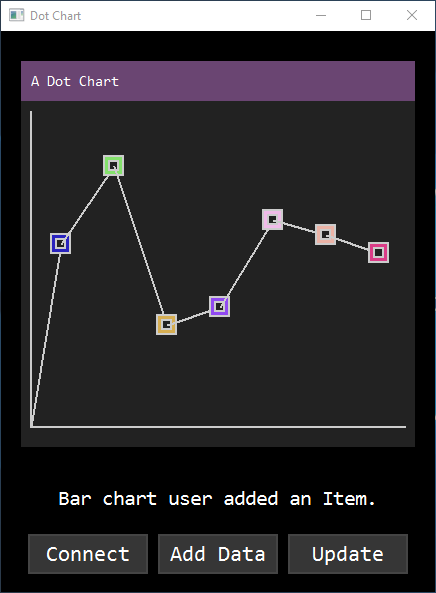 Dot Chart
A Dot Chart
Bar chart user added an Item.
Connect Add Data Update